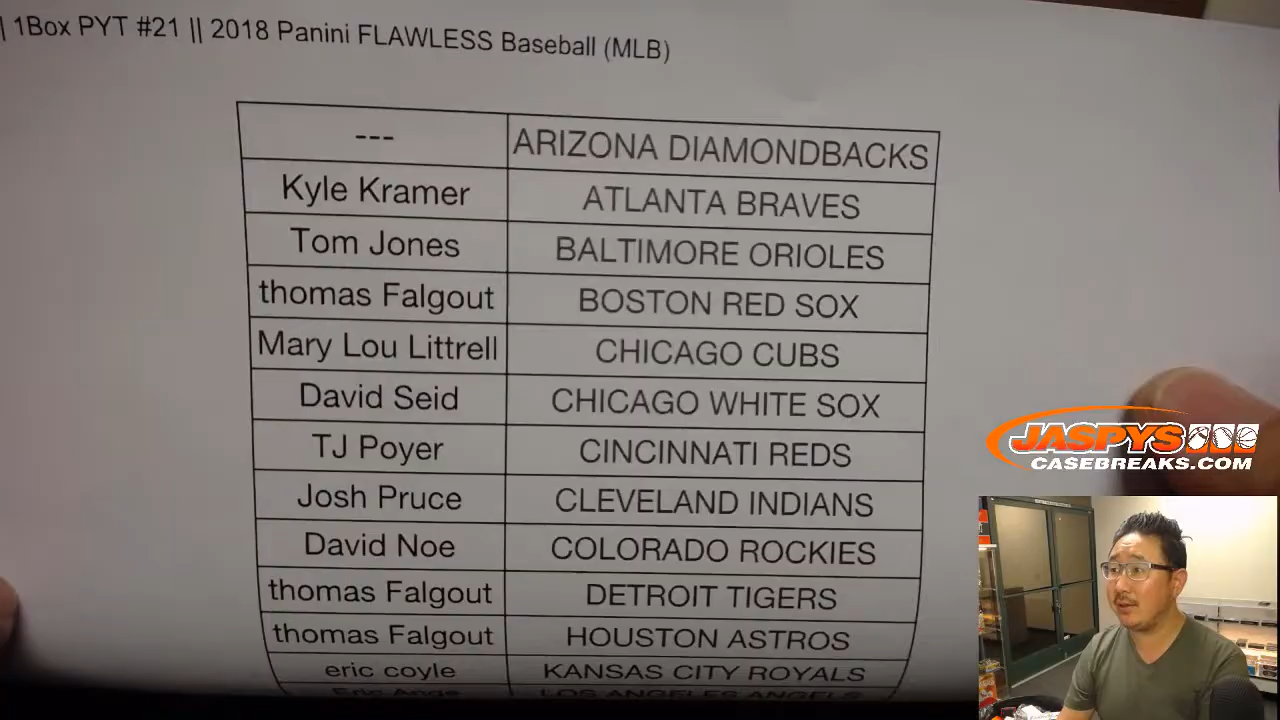 | 1Box PYT #21 || 2018 Panini FLAWLESS Baseball (MLB)
--- ARIZONA DIAMONDBACKS
Kyle Kramer ATLANTA BRAVES
Tom Jones BALTIMORE ORIOLES
thomas Falgout BOSTON RED SOX
Mary Lou Littrell CHICAGO CUBS
David Seid CHICAGO WHITE SOX
TJ Poyer CINCINNATI REDS
Josh Pruce CLEVELAND INDIANS
David Noe COLORADO ROCKIES
thomas Falgout DETROIT TIGERS
thomas Falgout HOUSTON ASTROS
eric coyle KANSAS CITY ROYALS
LOS ANGELES ANGELS
JASPYS
CASEBREAKS.COM